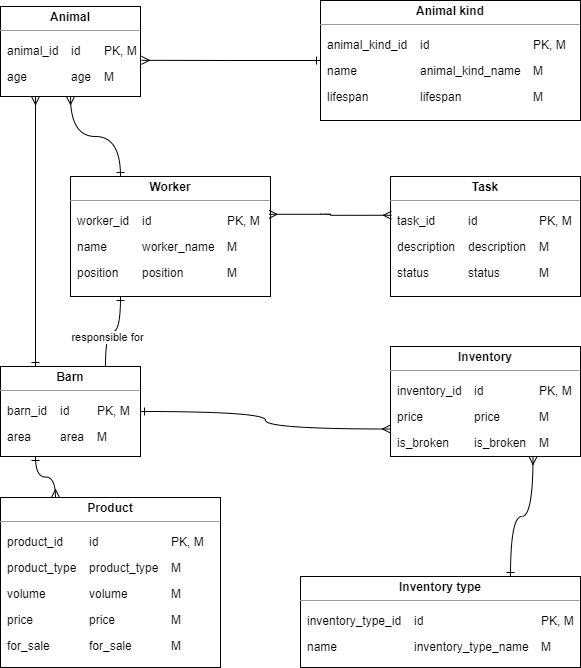 Animal
animal_id id PK, M
age age M
Animal kind
animal_kind_id id PK, M
name animal_kind_name M
lifespan lifespan M
Worker
worker_id id PK, M
name worker_name M
position position M
Task
task_id id PK, M
description description M
status status M
responsible for
Barn
barn_id id PK, M
area area M
Inventory
inventory_id id PK, M
price price M
is_broken is_broken M
Product
product_id id PK, M
product_type product_type M
volume volume M
price price M
for_sale for_sale M
Inventory type
inventory_type_id id PK, M
name inventory_type_name M